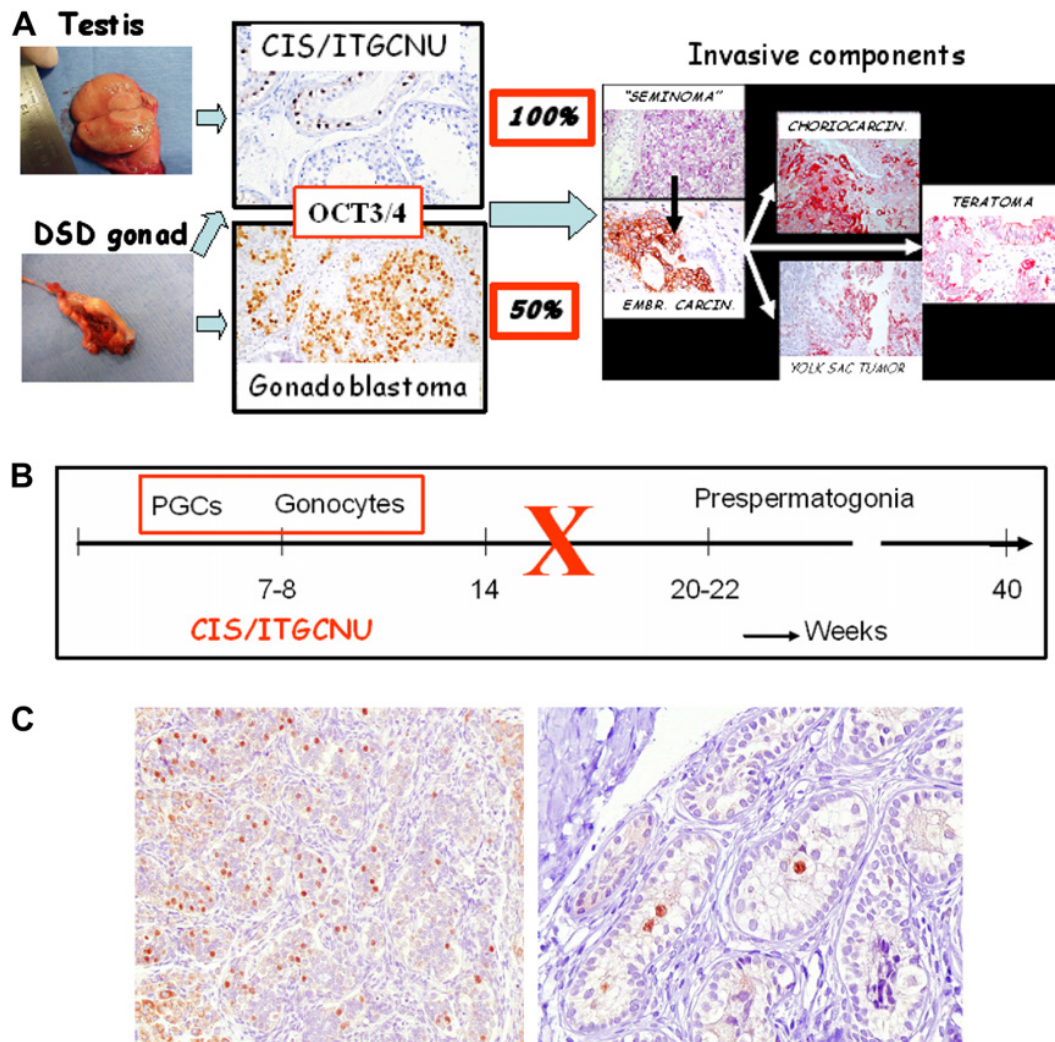 A
Testis
CIS/ITGCNU
Invasive components
100%
"SEMINOMA"
CHORIOCARCIN.
TERATOMA
DSD gonad
OCT3/4
EMBR. CARCIN.
50%
YOLK SAC TUMOR
Gonadoblastoma
B
PGCs Gonocytes
Prespermatogonia
X
7-8 14 20-22 40
CIS/ITGCNU
Weeks
C